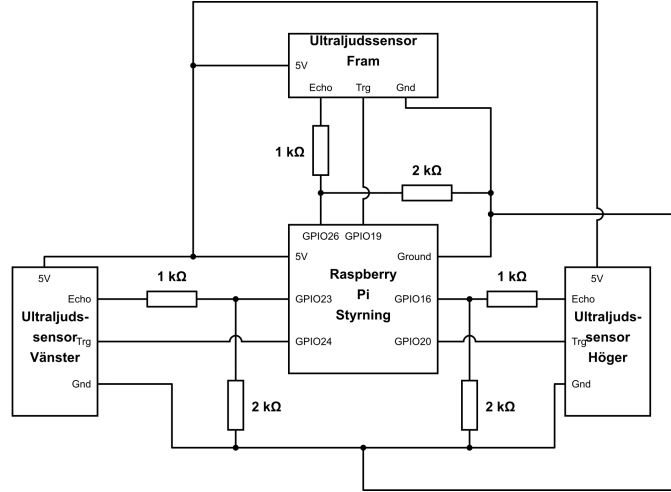 Ultraljudssensor
Fram
5V
Echo Trg Gnd
1 kΩ
2 kΩ
GPIO26 GPIO19
5V
Ground
Raspberry
Pi
Styrning
GPIO23
GPIO16
GPIO24
GPIO20
5V
1 kΩ
Echo
Ultraljuds-
sensor
Trg
Vänster
Gnd
2 kΩ
1 kΩ
5V
Echo
Ultraljuds-
Trg
sensor
Höger
Gnd
2 kΩ